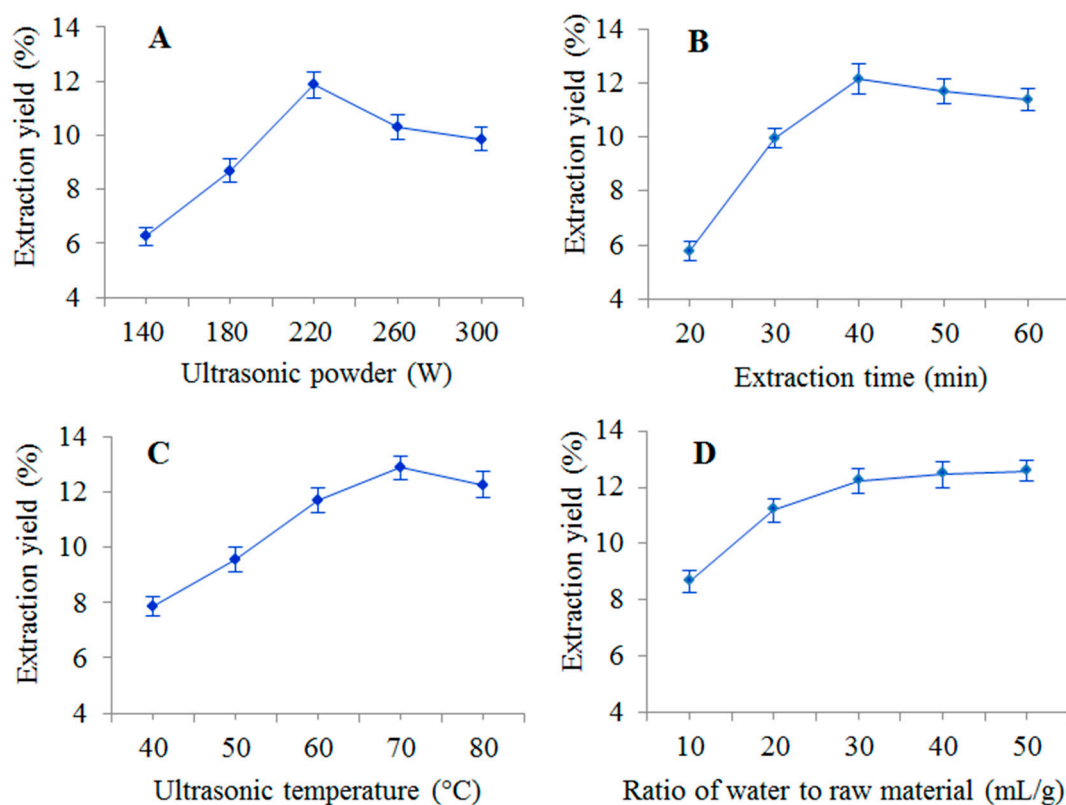 A
Extraction yield (%)
14
12
10
8
6
4
140 180 220 260 300
Ultrasonic powder (W)
B
Extraction yield (%)
14
12
10
8
6
4
20 30 40 50 60
Extraction time (min)
C
Extraction yield (%)
14
12
10
8
6
4
40 50 60 70 80
Ultrasonic temperature (°C)
D
Extraction yield (%)
14
12
10
8
6
4
10 20 30 40 50
Ratio of water to raw material (mL/g)